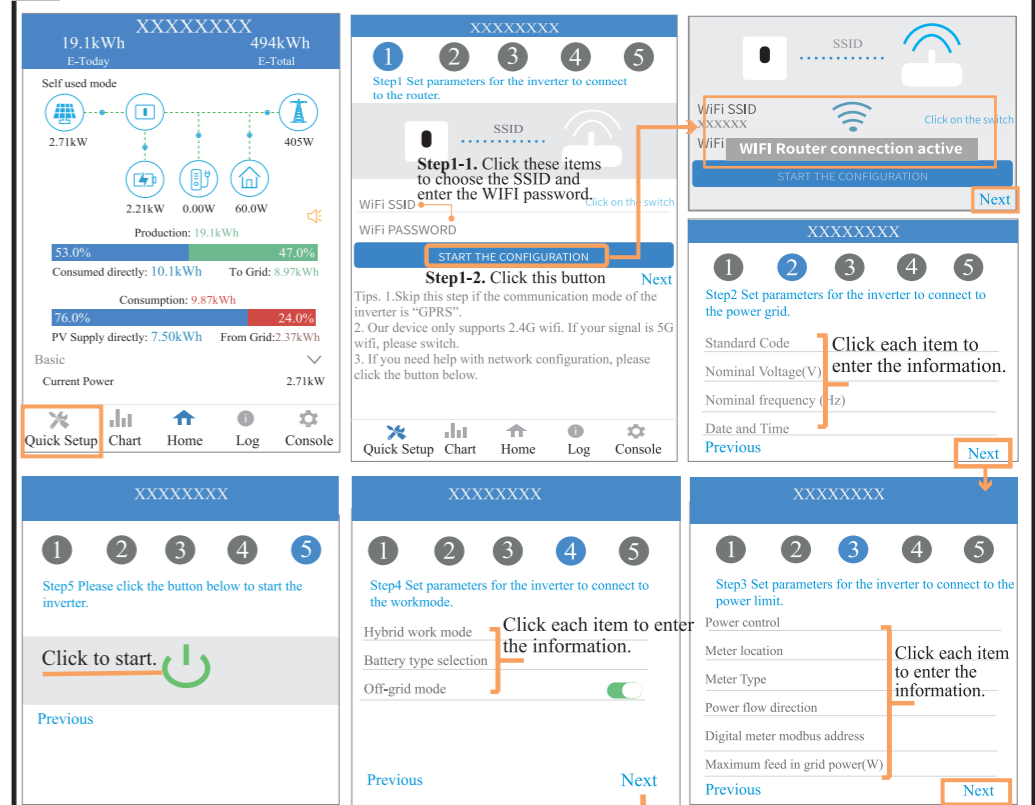 XXXXXXXX
19.1kWh 494kWh
E-Today E-Total
Self used mode
2.71kW 405W
2.21kW 0.00W 60.0W
Production: 19.1kWh
53.0% 47.0%
Consumed directly: 10.1kWh To Grid: 8.97kWh
Consumption: 9.87kWh
76.0% 24.0%
PV Supply directly: 7.50kWh From Grid:2.37kWh
Basic
Current Power 2.71kW
Quick Setup Chart Home Log Console
XXXXXXXX
1 2 3 4 5
Step1 Set parameters for the inverter to connect
to the router.
SSID
Step1-1. Click these items
to choose the SSID and
enter the WIFI password.
WiFi SSID Click on the switch
WiFi PASSWORD
START THE CONFIGURATION
Step1-2. Click this button Next
Tips. 1.Skip this step if the communication mode of the
inverter is “GPRS”.
2. Our device only supports 2.4G wifi. If your signal is 5G
wifi, please switch.
3. If you need help with network configuration, please
click the button below.
Quick Setup Chart Home Log Console
SSID
WiFi SSID
XXXXXX Click on the switch
WiFi
WIFI Router connection active
START THE CONFIGURATION
Next
XXXXXXXX
1 2 3 4 5
Step2 Set parameters for the inverter to connect to
the power grid.
Standard Code
Nominal Voltage(V)
Nominal frequency (Hz)
Date and Time
Click each item to
enter the information.
Previous Next
XXXXXXXX
1 2 3 4 5
Step5 Please click the button below to start the
inverter.
Click to start.
Previous
XXXXXXXX
1 2 3 4 5
Step4 Set parameters for the inverter to connect to
the workmode.
Hybrid work mode
Battery type selection
Off-grid mode
Click each item to enter
the information.
Previous Next
XXXXXXXX
1 2 3 4 5
Step3 Set parameters for the inverter to connect to the
power limit.
Power control
Meter location
Meter Type
Power flow direction
Digital meter modbus address
Maximum feed in grid power(W)
Click each item
to enter the
information.
Previous Next